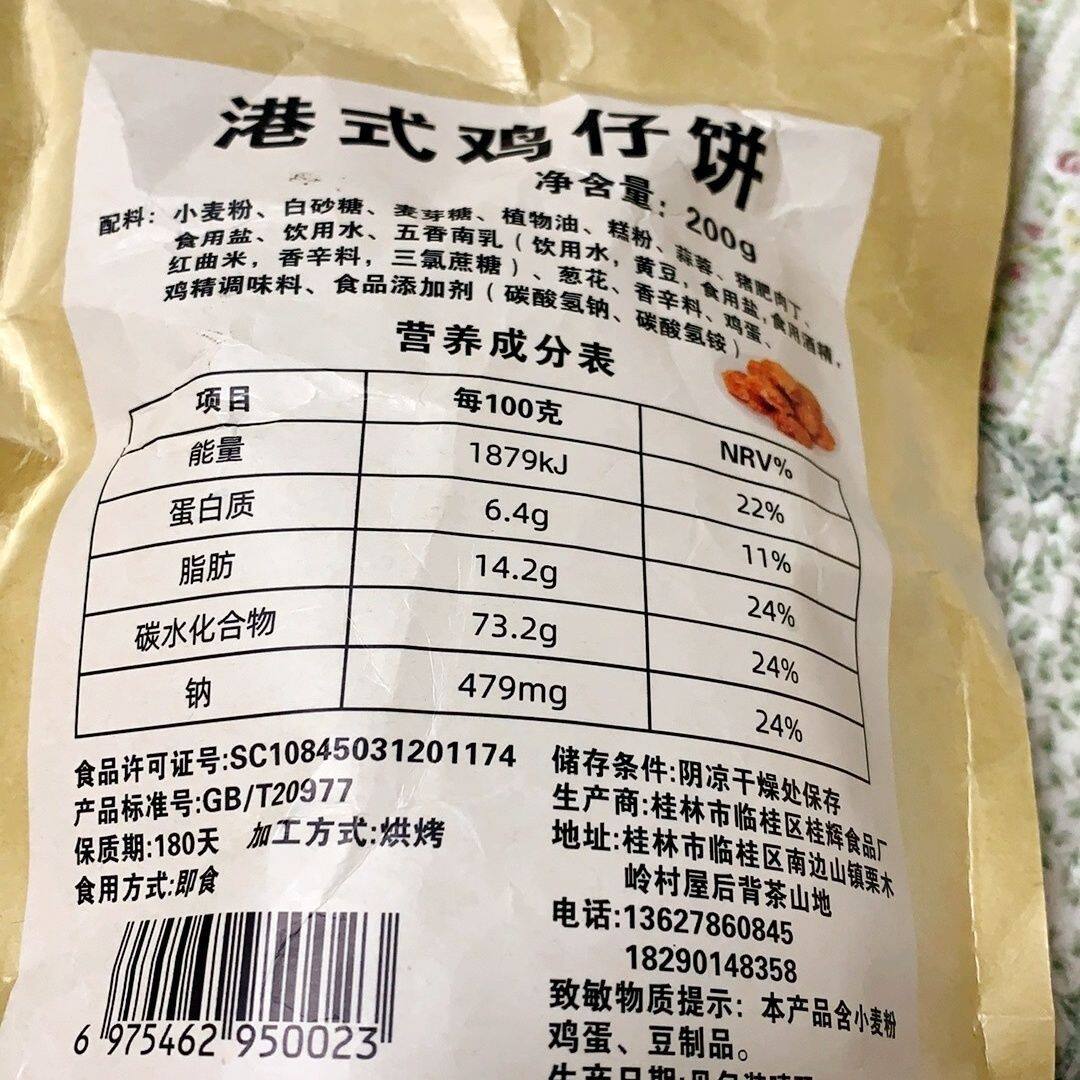 港式鸡仔饼
净含量：200g
配料：小麦粉、白砂糖、麦芽糖、植物油、糕粉、蒜蓉、猪肥肉丁、
食用盐、饮用水、五香南乳（饮用水，黄豆，食用盐，食用酒精，
红曲米，香辛料，三氯蔗糖）、葱花、香辛料、鸡蛋、
鸡精调味料、食品添加剂（碳酸氢钠、碳酸氢铵）
营养成分表
项目 每100克 NRV%
能量 1879kJ 22%
蛋白质 6.4g 11%
脂肪 14.2g 24%
碳水化合物 73.2g 24%
钠 479mg 24%
食品许可证号:SC10845031201174
产品标准号:GB/T20977
保质期:180天 加工方式:烘烤
食用方式:即食
储存条件:阴凉干燥处保存
生产商:桂林市临桂区桂辉食品厂
地址:桂林市临桂区南边山镇栗木
岭村屋后背茶山地
电话:13627860845
18290148358
致敏物质提示：本产品含小麦粉
鸡蛋、豆制品。
生产日期:见包装
6 975462 950023